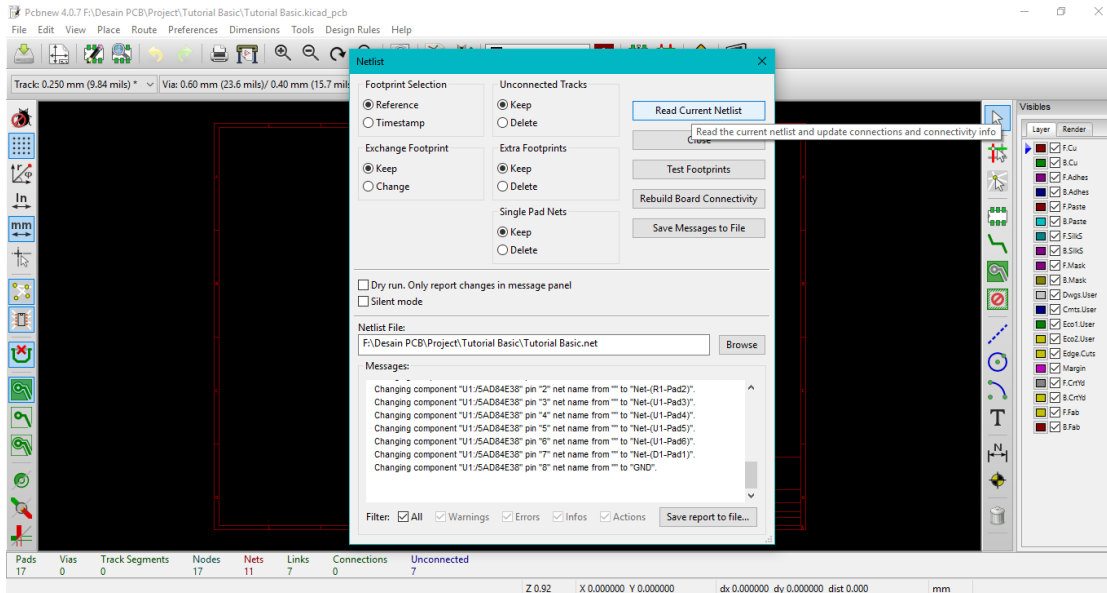 Pcbnew 4.0.7 F:\Desain PCB\Project\Tutorial Basic\Tutorial Basic.kicad_pcb
File Edit View Place Route Preferences Dimensions Tools Design Rules Help
Track: 0.250 mm (9.84 mils) * Via: 0.60 mm (23.6 mils)/ 0.40 mm (15.7 mils
Netlist
Footprint Selection
Reference
Timestamp
Exchange Footprint
Keep
Change
Unconnected Tracks
Keep
Delete
Extra Footprints
Keep
Delete
Single Pad Nets
Keep
Delete
Read Current Netlist
Read the current netlist and update connections and connectivity info
Close
Test Footprints
Rebuild Board Connectivity
Save Messages to File
Dry run. Only report changes in message panel
Silent mode
Netlist File:
F:\Desain PCB\Project\Tutorial Basic\Tutorial Basic.net
Browse
Messages:
Changing component "U1:/5AD84E38" pin "2" net name from "" to "Net-(R1-Pad2)".
Changing component "U1:/5AD84E38" pin "3" net name from "" to "Net-(U1-Pad3)".
Changing component "U1:/5AD84E38" pin "4" net name from "" to "Net-(U1-Pad4)".
Changing component "U1:/5AD84E38" pin "5" net name from "" to "Net-(U1-Pad5)".
Changing component "U1:/5AD84E38" pin "6" net name from "" to "Net-(U1-Pad6)".
Changing component "U1:/5AD84E38" pin "7" net name from "" to "Net-(D1-Pad1)".
Changing component "U1:/5AD84E38" pin "8" net name from "" to "GND".
Filter: All Warnings Errors Infos Actions Save report to file...
In
mm
T
N
Visibles
Layer Render
F.Cu
B.Cu
F.Adhes
B.Adhes
F.Paste
B.Paste
F.SilkS
B.SilkS
F.Mask
B.Mask
Dwgs.User
Cmts.User
Eco1.User
Eco2.User
Edge.Cuts
Margin
F.CrtYd
B.CrtYd
F.Fab
B.Fab
Pads Vias Track Segments Nodes Nets Links Connections Unconnected
17 0 0 17 11 7 0 7
Z 0.92 X 0.000000 Y 0.000000 dx 0.000000 dy 0.000000 dist 0.000 mm